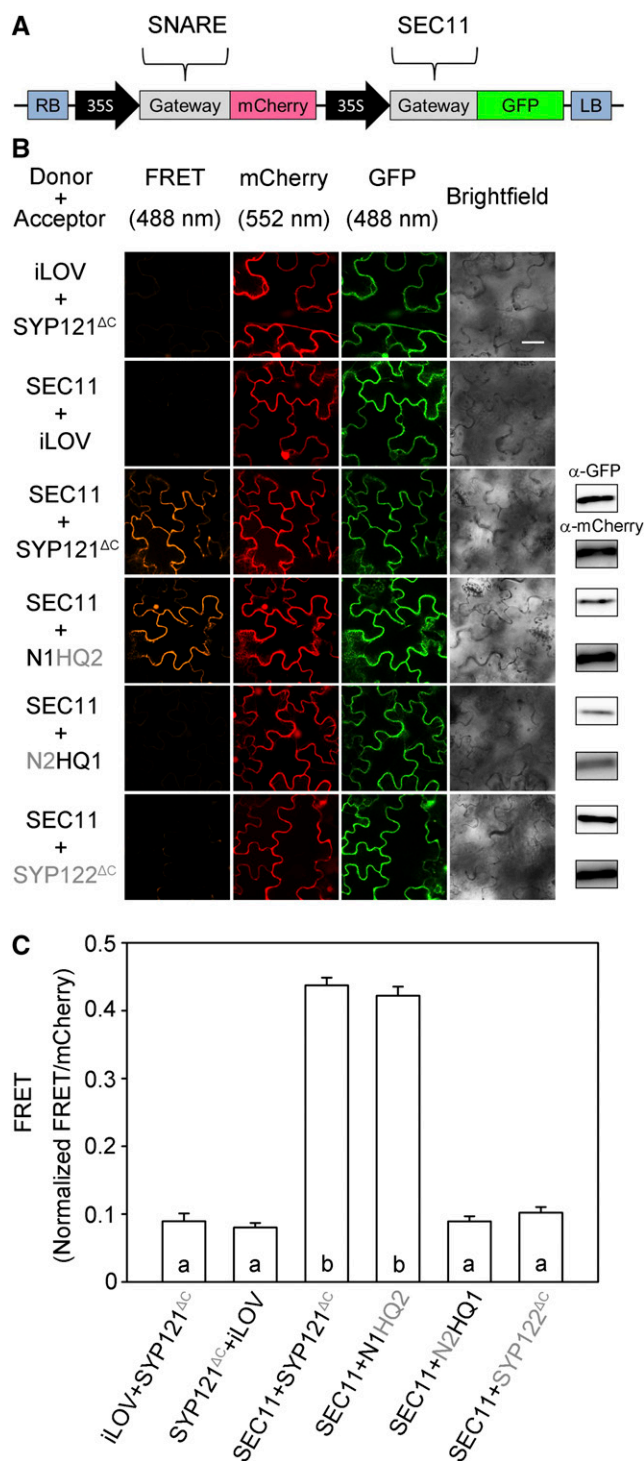 A
SNARE
SEC11
RB 35S Gateway mCherry 35S Gateway GFP LB
B
Donor + Acceptor
FRET (488 nm)
mCherry (552 nm)
GFP (488 nm)
Brightfield
iLOV + SYP121ΔC
SEC11 + iLOV
SEC11 + SYP121ΔC
α-GFP
α-mCherry
SEC11 + N1HQ2
SEC11 + N2HQ1
SEC11 + SYP122ΔC
C
FRET
(Normalized FRET/mCherry)
0.5
0.4
0.3
0.2
0.1
0
a a b b a a
iLOV+SYP121ΔC
SYP121ΔC+iLOV
SEC11+SYP121ΔC
SEC11+N1HQ2
SEC11+N2HQ1
SEC11+SYP122ΔC